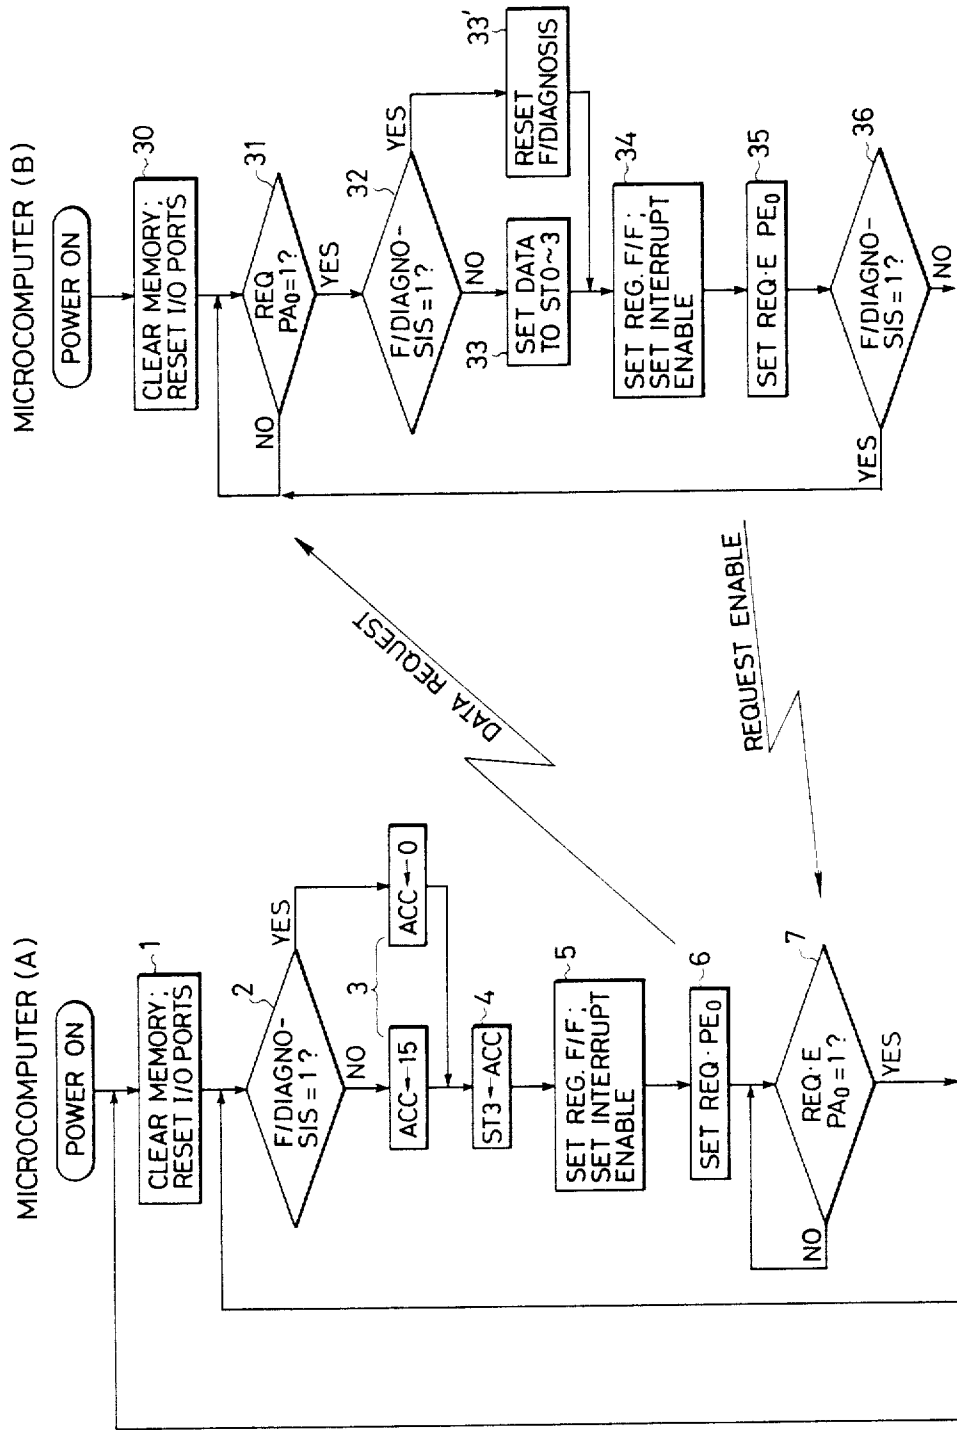 MICROCOMPUTER (A)
POWER ON
1
CLEAR MEMORY;
RESET I/O PORTS
2
F/DIAGNO-
SIS = 1 ?
YES
NO
3
ACC←15
ACC←0
4
ST3←ACC
5
SET REG. F/F;
SET INTERRUPT
ENABLE
6
SET REQ·PE0
7
REQ·E
PA0=1?
NO
YES
DATA REQUEST
REQUEST ENABLE
MICROCOMPUTER (B)
POWER ON
30
CLEAR MEMORY;
RESET I/O PORTS
31
REQ
PA0=1?
NO
YES
32
F/DIAGNO-
SIS = 1 ?
YES
NO
33
SET DATA
TO ST0~3
33'
RESET
F/DIAGNOSIS
34
SET REG. F/F;
SET INTERRUPT
ENABLE
35
SET REQ·E PE0
36
F/DIAGNO-
SIS = 1 ?
YES
NO